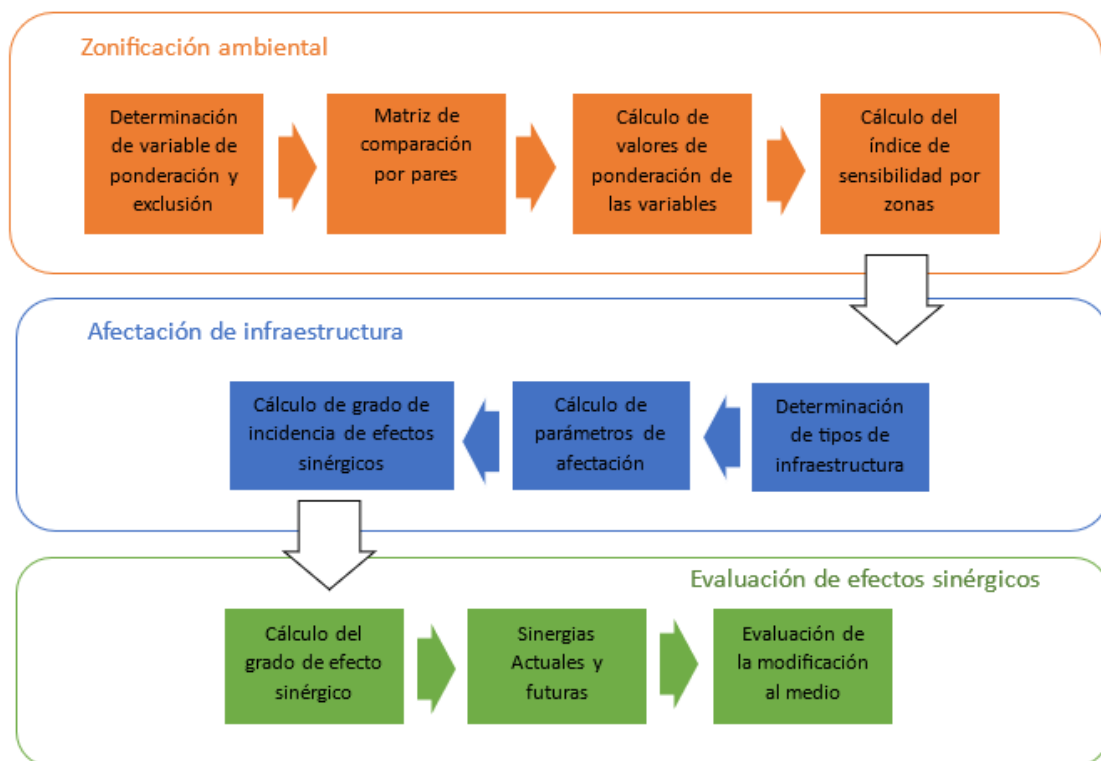 Zonificación ambiental
Determinación
de variable de
ponderación y
exclusión
Matriz de
comparación
por pares
Cálculo de
valores de
ponderación de
las variables
Cálculo del
índice de
sensibilidad por
zonas
Afectación de infraestructura
Determinación
de tipos de
infraestructura
Cálculo de
parámetros de
afectación
Cálculo de grado de
incidencia de efectos
sinérgicos
Evaluación de efectos sinérgicos
Cálculo del
grado de efecto
sinérgico
Sinergias
Actuales y
futuras
Evaluación de
la modificación
al medio